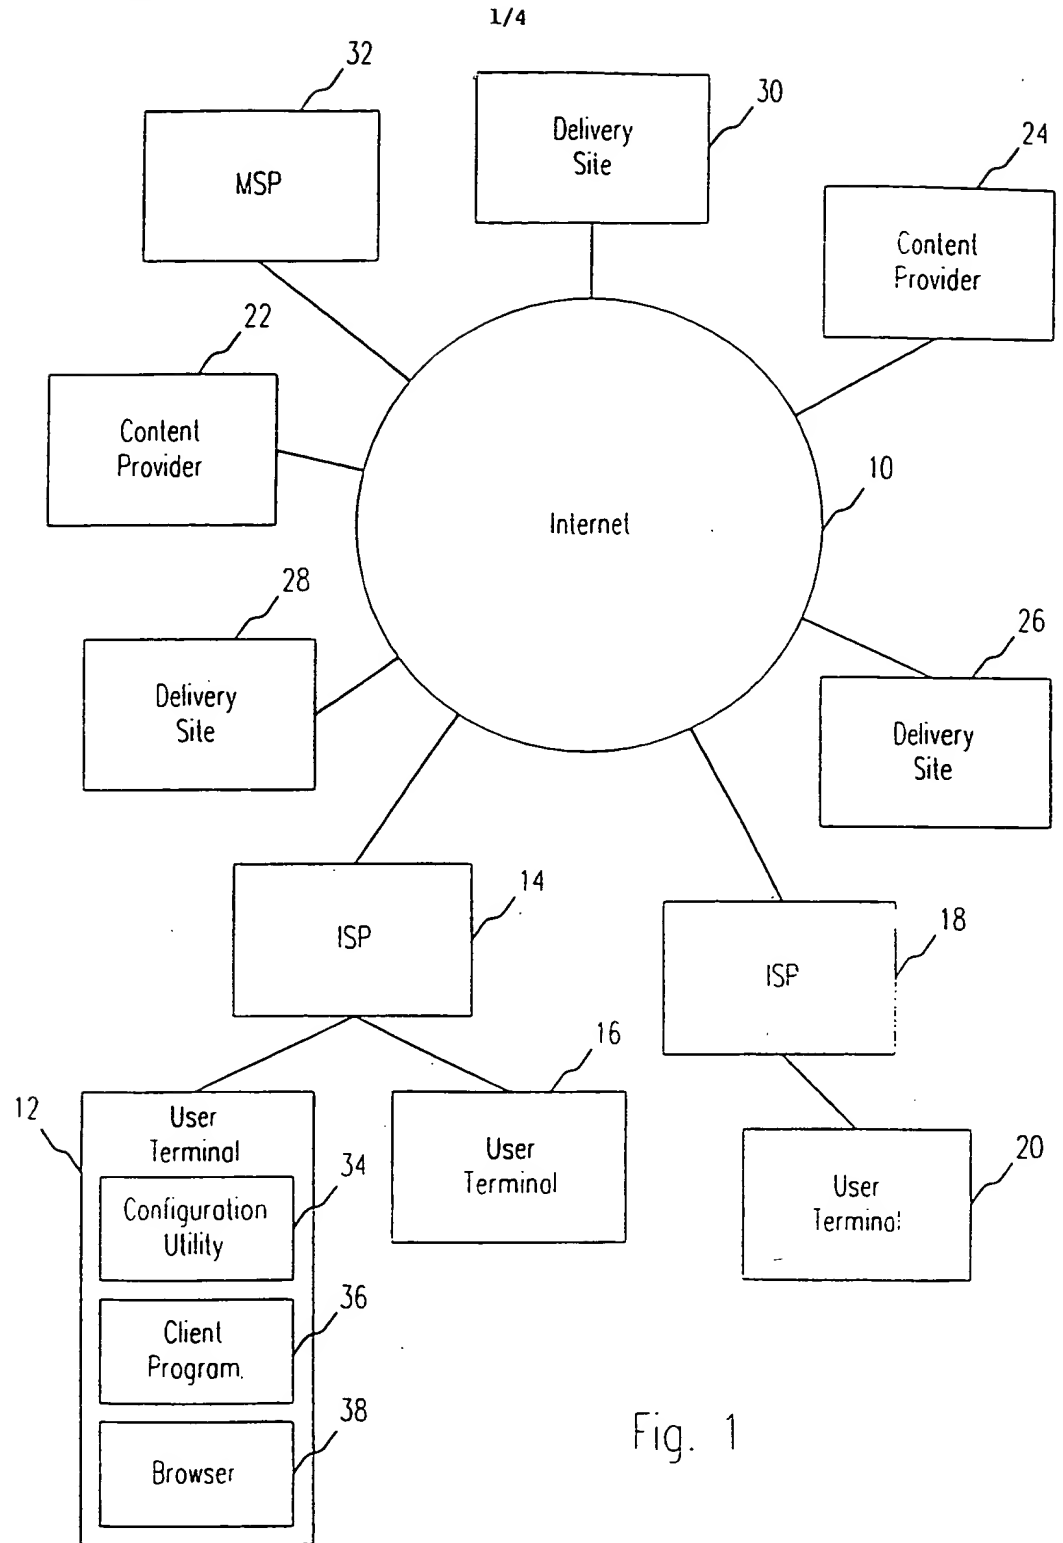 1/4
32
MSP
30
Delivery
Site
24
Content
Provider
22
Content
Provider
10
Internet
28
Delivery
Site
26
Delivery
Site
14
ISP
18
ISP
12
User
Terminal
34
Configuration
Utility
36
Client
Program
38
Browser
16
User
Terminal
20
User
Terminal
Fig. 1